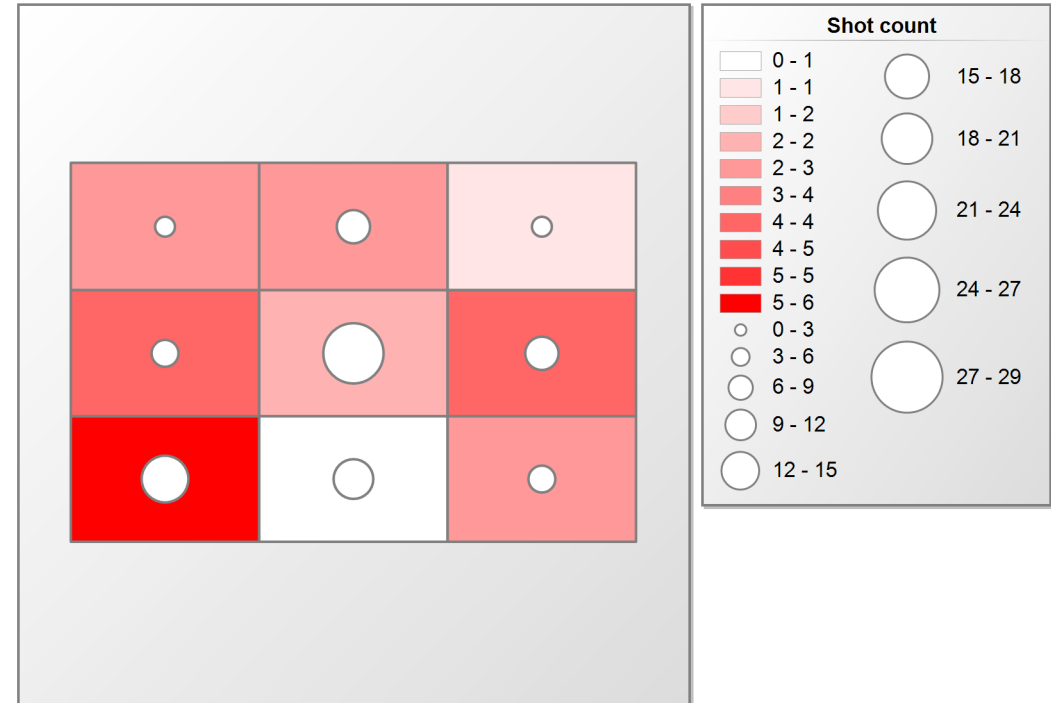 Shot count
0 - 1
1 - 1
1 - 2
2 - 2
2 - 3
3 - 4
4 - 4
4 - 5
5 - 5
5 - 6
0 - 3
3 - 6
6 - 9
9 - 12
12 - 15
15 - 18
18 - 21
21 - 24
24 - 27
27 - 29